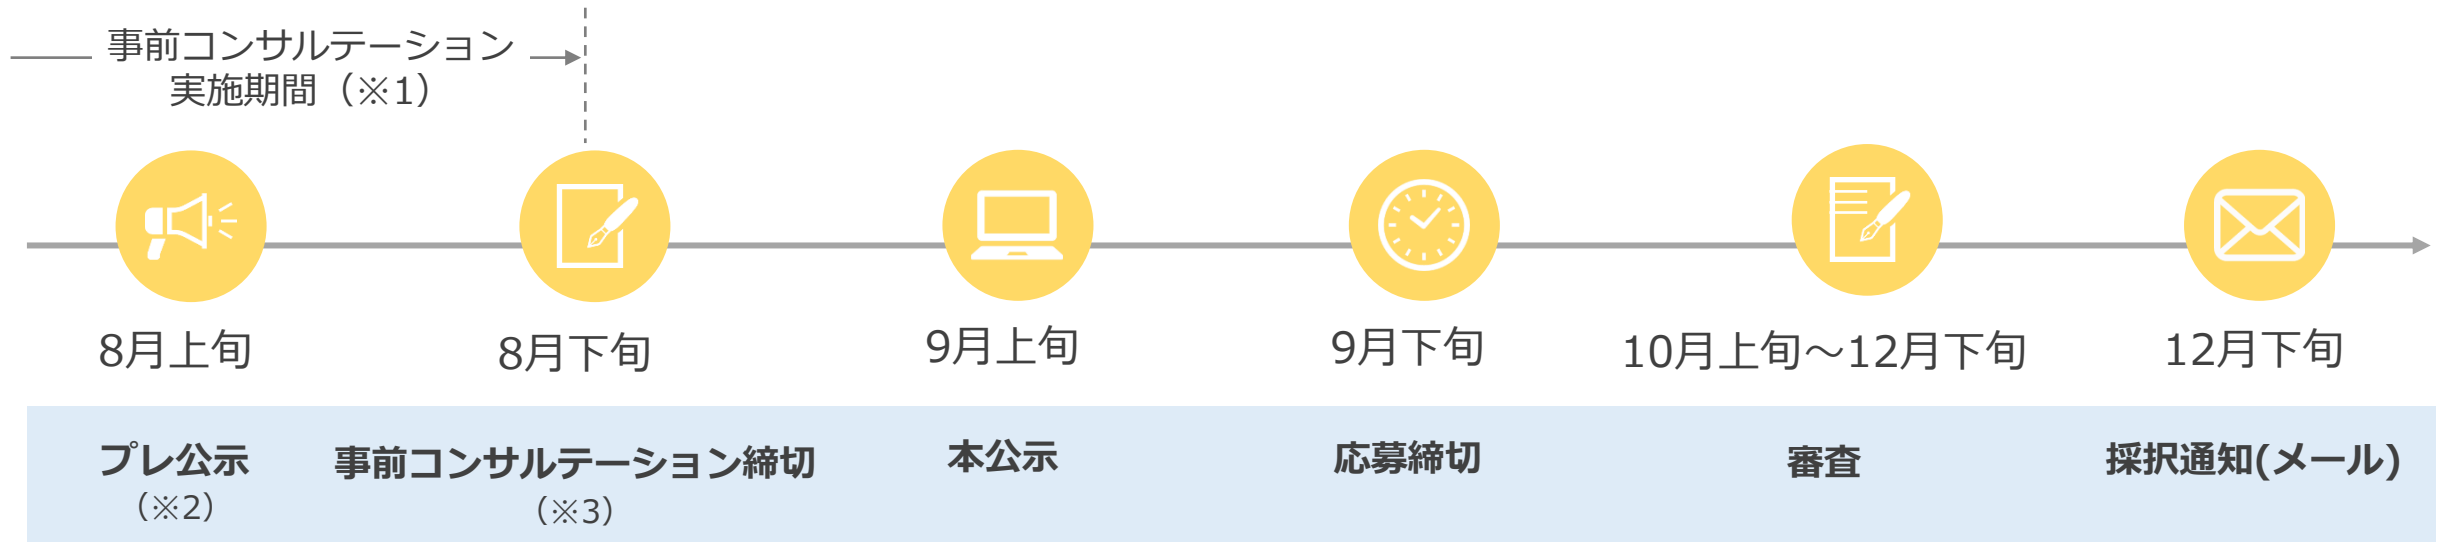 事前コンサルテーション
実施期間（※1）
8月上旬
8月下旬
9月上旬
9月下旬
10月上旬～12月下旬
12月下旬
プレ公示
（※2）
事前コンサルテーション締切
（※3）
本公示
応募締切
審査
採択通知(メール)